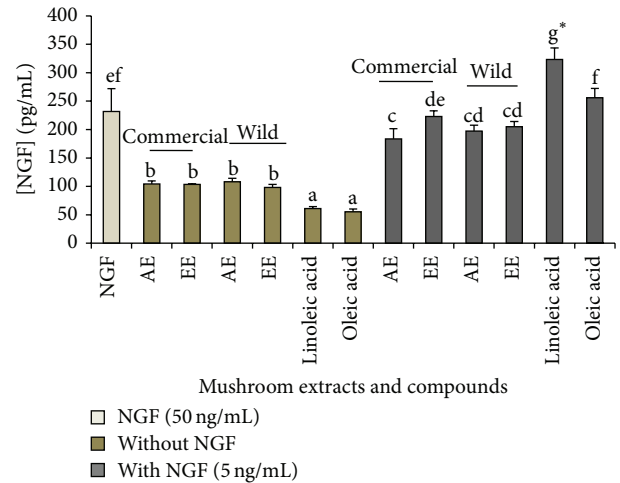 [NGF] (pg/mL)
400
350
300
250
200
150
100
50
0
ef
b
b
b
b
a
a
c
de
cd
cd
g*
f
Commercial
Wild
Commercial
Wild
NGF
AE
EE
AE
EE
Linoleic acid
Oleic acid
AE
EE
AE
EE
Linoleic acid
Oleic acid
Mushroom extracts and compounds
NGF (50 ng/mL)
Without NGF
With NGF (5 ng/mL)